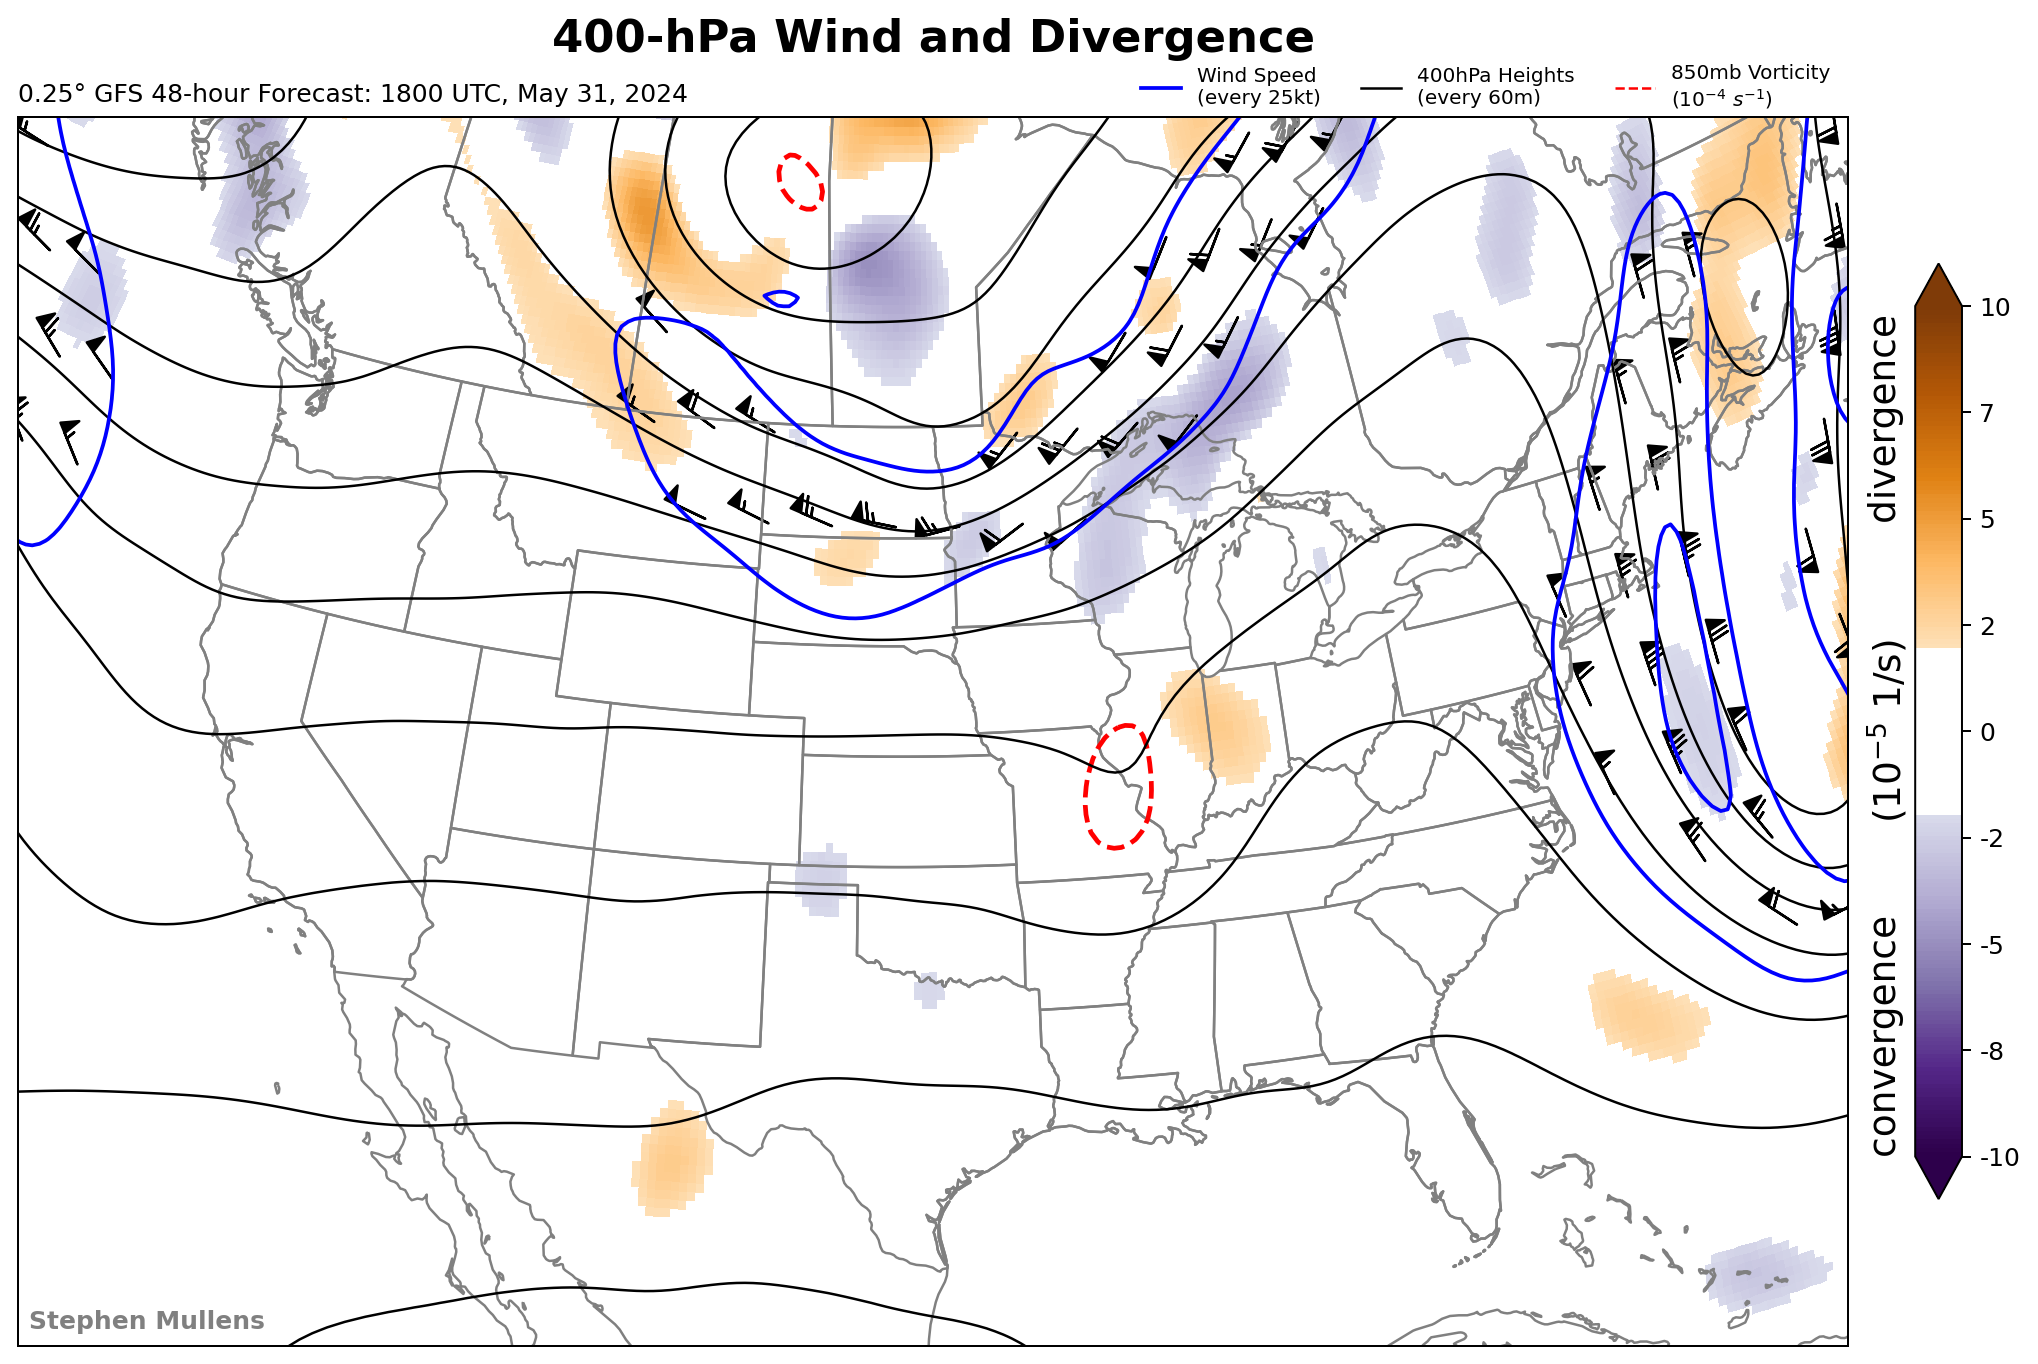 400-hPa Wind and Divergence
0.25° GFS 48-hour Forecast: 1800 UTC, May 31, 2024
Wind Speed
(every 25kt)
400hPa Heights
(every 60m)
850mb Vorticity
(10⁻⁴ s⁻¹)
10
7
5
2
0
-2
-5
-8
-10
convergence (10⁻⁵ 1/s) divergence
Stephen Mullens